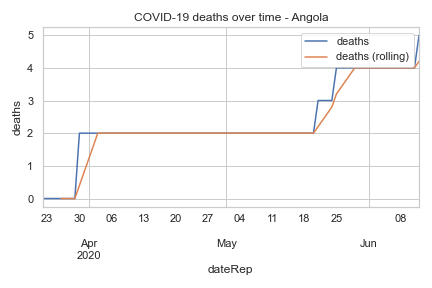 COVID-19 deaths over time - Angola
deaths
deaths (rolling)
5
4
3
2
1
0
deaths
23 30 06 13 20 27 04 11 18 25 08
Apr May Jun
2020
dateRep